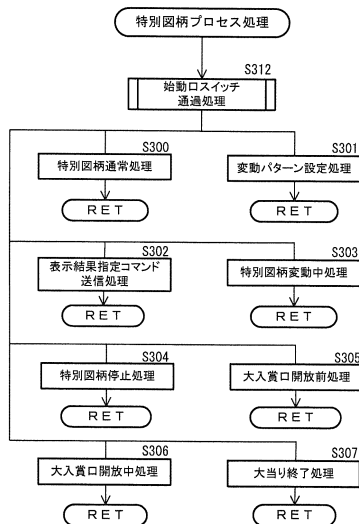 特別図柄プロセス処理
S312
始動口スイッチ
通過処理
S300
特別図柄通常処理
RET
S301
変動パターン設定処理
RET
S302
表示結果指定コマンド
送信処理
RET
S303
特別図柄変動中処理
RET
S304
特別図柄停止処理
RET
S305
大入賞口開放前処理
RET
S306
大入賞口開放中処理
RET
S307
大当り終了処理
RET